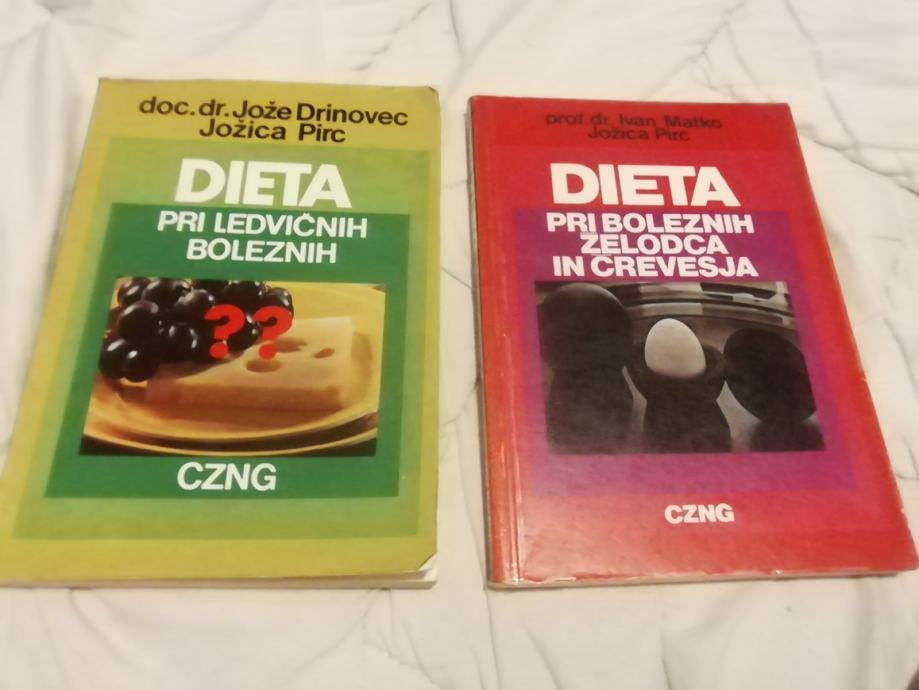 doc. dr. Jože Drinovec
Jožica Pirc
DIETA
PRI LEDVIČNIH
BOLEZNIH
??
CZNG
prof. dr. Ivan Matko
Jožica Pirc
DIETA
PRI BOLEZNIH
ŽELODCA
IN ČREVESJA
CZNG